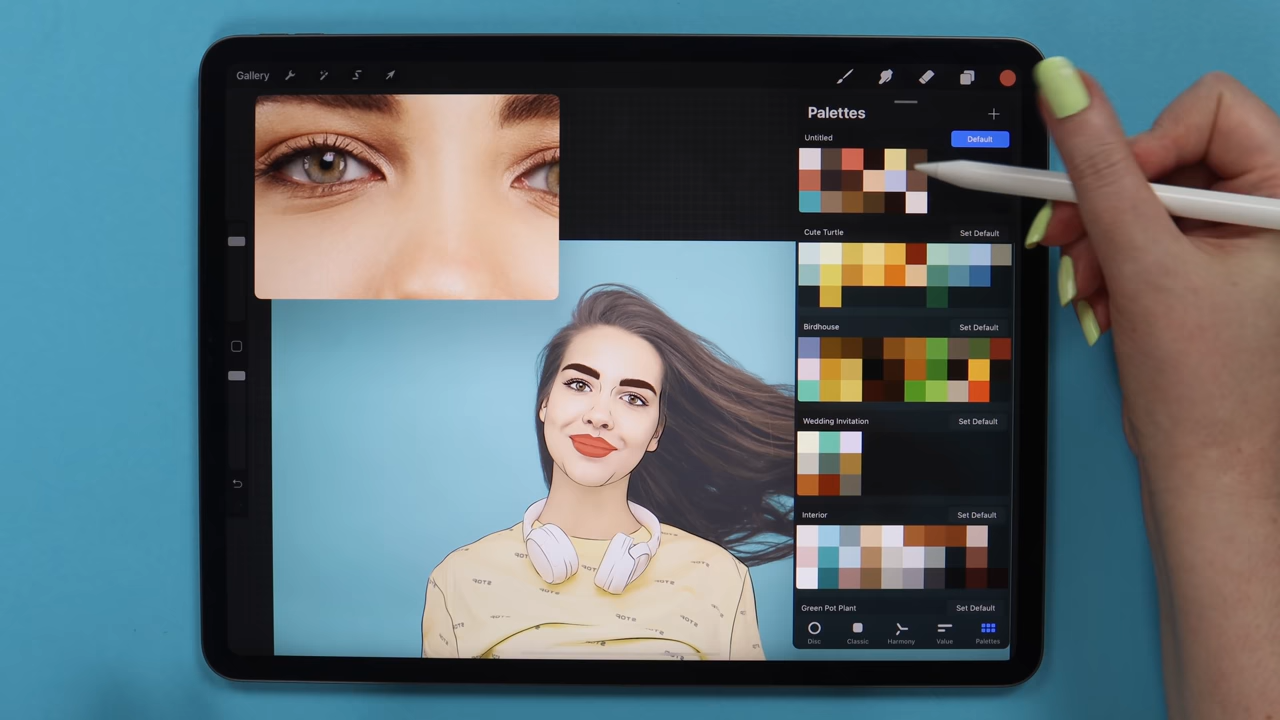 Gallery
Palettes
Untitled
Default
Cute Turtle
Set Default
Birdhouse
Set Default
Wedding Invitation
Set Default
Interior
Set Default
Green Pot Plant
Set Default
Disc
Classic
Harmony
Value
Palettes